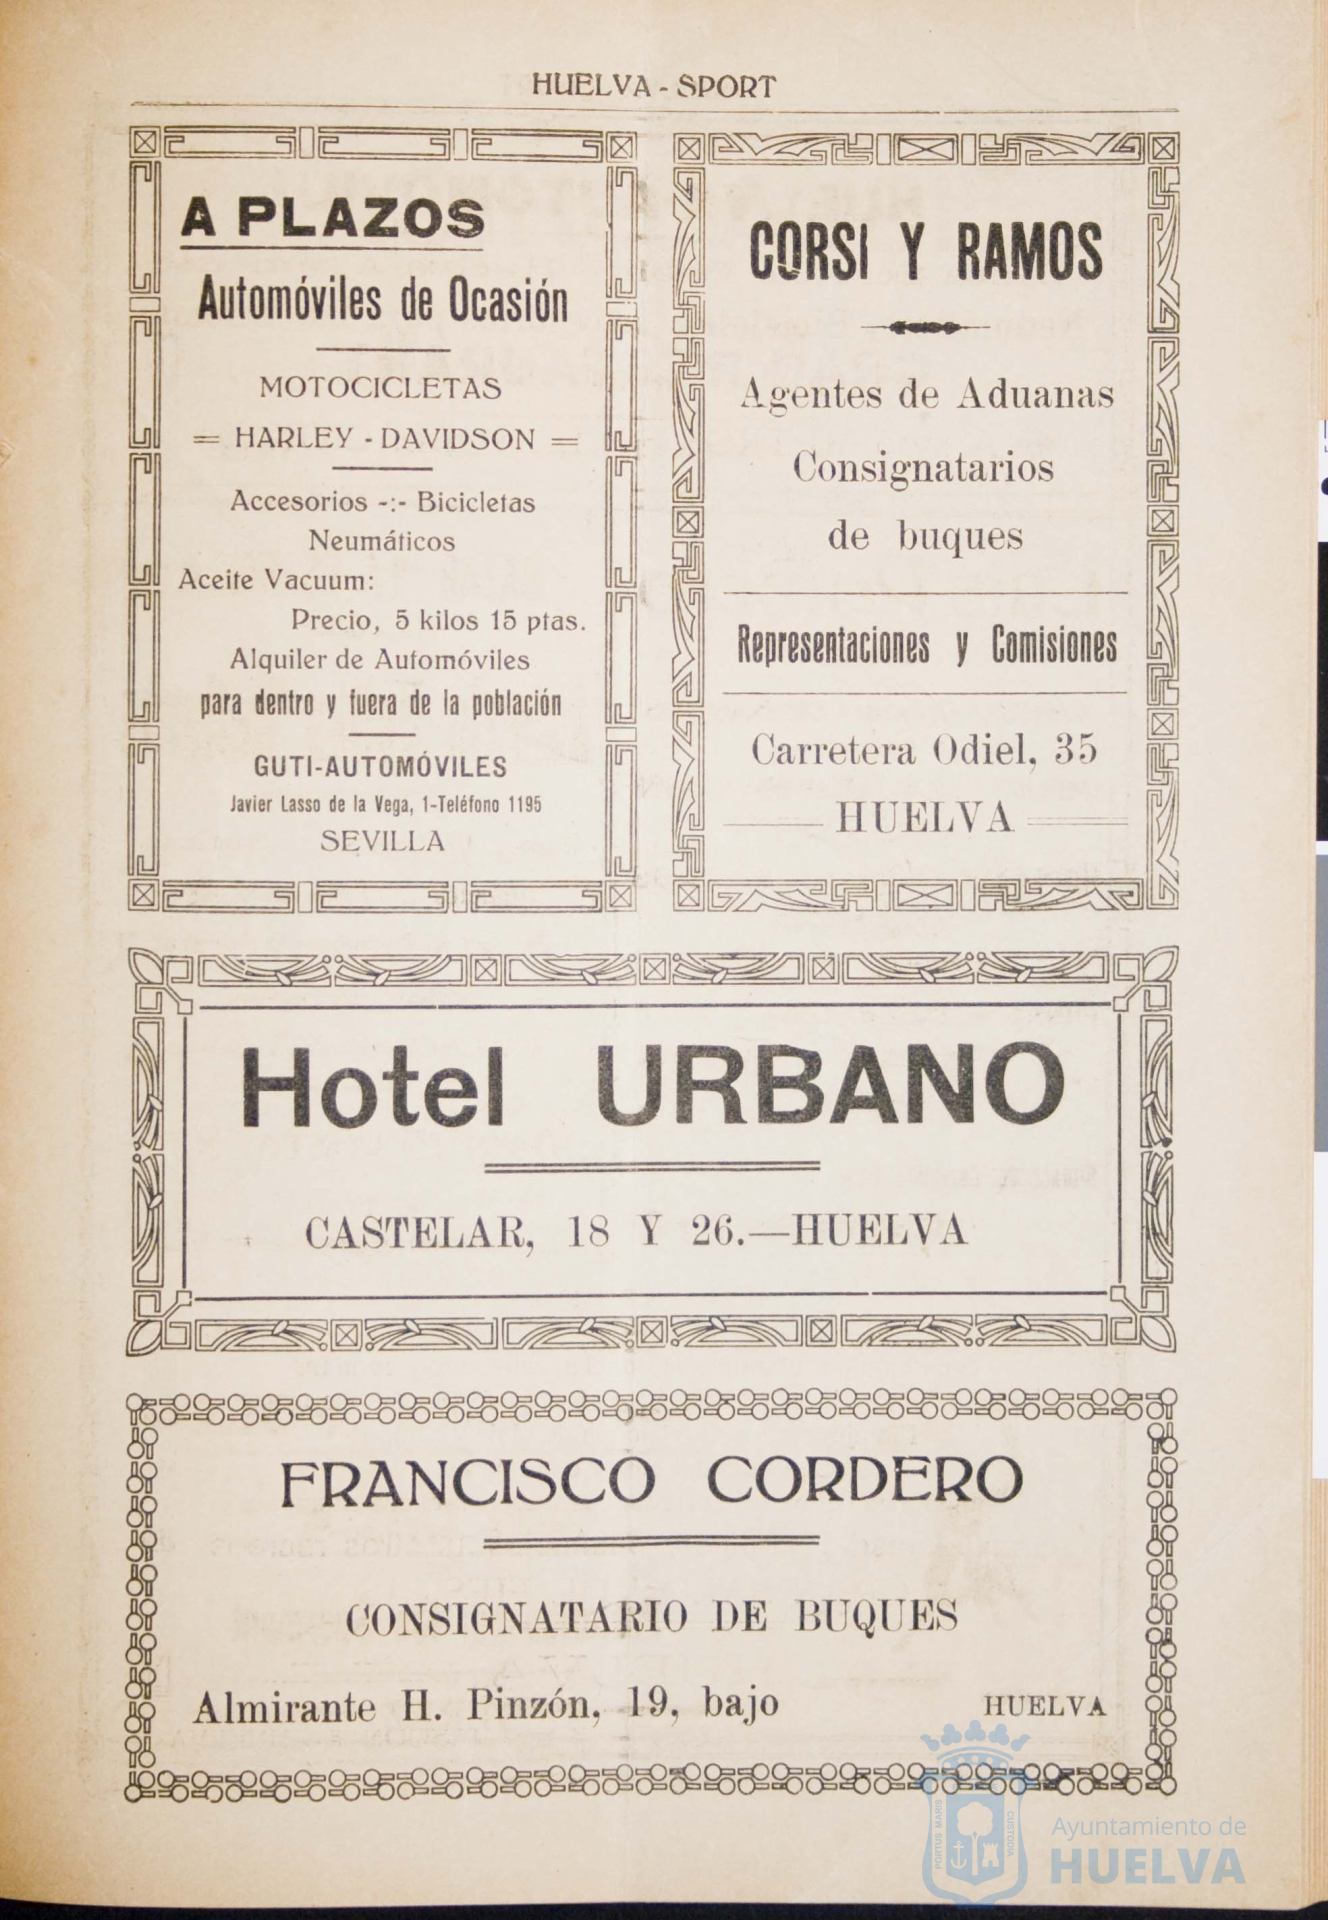 HUELVA - SPORT
A PLAZOS
Automóviles de Ocasión
MOTOCICLETAS
= HARLEY - DAVIDSON =
Accesorios -:- Bicicletas
Neumáticos
Aceite Vacuum:
Precio, 5 kilos 15 ptas.
Alquiler de Automóviles
para dentro y fuera de la población
GUTI-AUTOMÓVILES
Javier Lasso de la Vega, 1-Teléfono 1195
SEVILLA
CORSI Y RAMOS
Agentes de Aduanas
Consignatarios
de buques
Representaciones y Comisiones
Carretera Odiel, 35
HUELVA
Hotel URBANO
CASTELAR, 18 Y 26.—HUELVA
FRANCISCO CORDERO
CONSIGNATARIO DE BUQUES
Almirante H. Pinzón, 19, bajo HUELVA
PORTUS MARIS
CUSTODIA
Ayuntamiento de
HUELVA